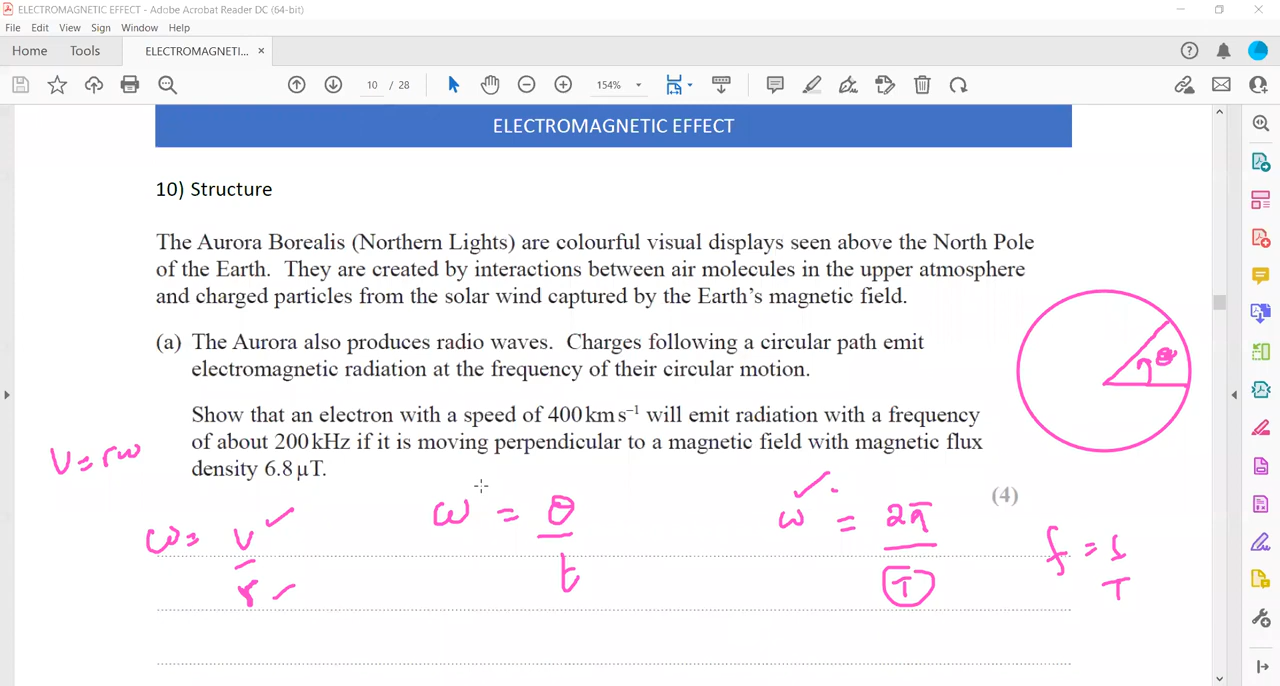 ELECTROMAGNETIC EFFECT - Adobe Acrobat Reader DC (64-bit)
File Edit View Sign Window Help
Home Tools ELECTROMAGNETI... ×
10 / 28 154%
ELECTROMAGNETIC EFFECT
10) Structure
The Aurora Borealis (Northern Lights) are colourful visual displays seen above the North Pole
of the Earth. They are created by interactions between air molecules in the upper atmosphere
and charged particles from the solar wind captured by the Earth's magnetic field.
(a) The Aurora also produces radio waves. Charges following a circular path emit
electromagnetic radiation at the frequency of their circular motion.
θ
Show that an electron with a speed of 400 km s⁻¹ will emit radiation with a frequency
of about 200 kHz if it is moving perpendicular to a magnetic field with magnetic flux
density 6.8 μT.
v = rω
(4)
ω = v/r
ω = θ/t
ω = 2π/T
f = 1/T